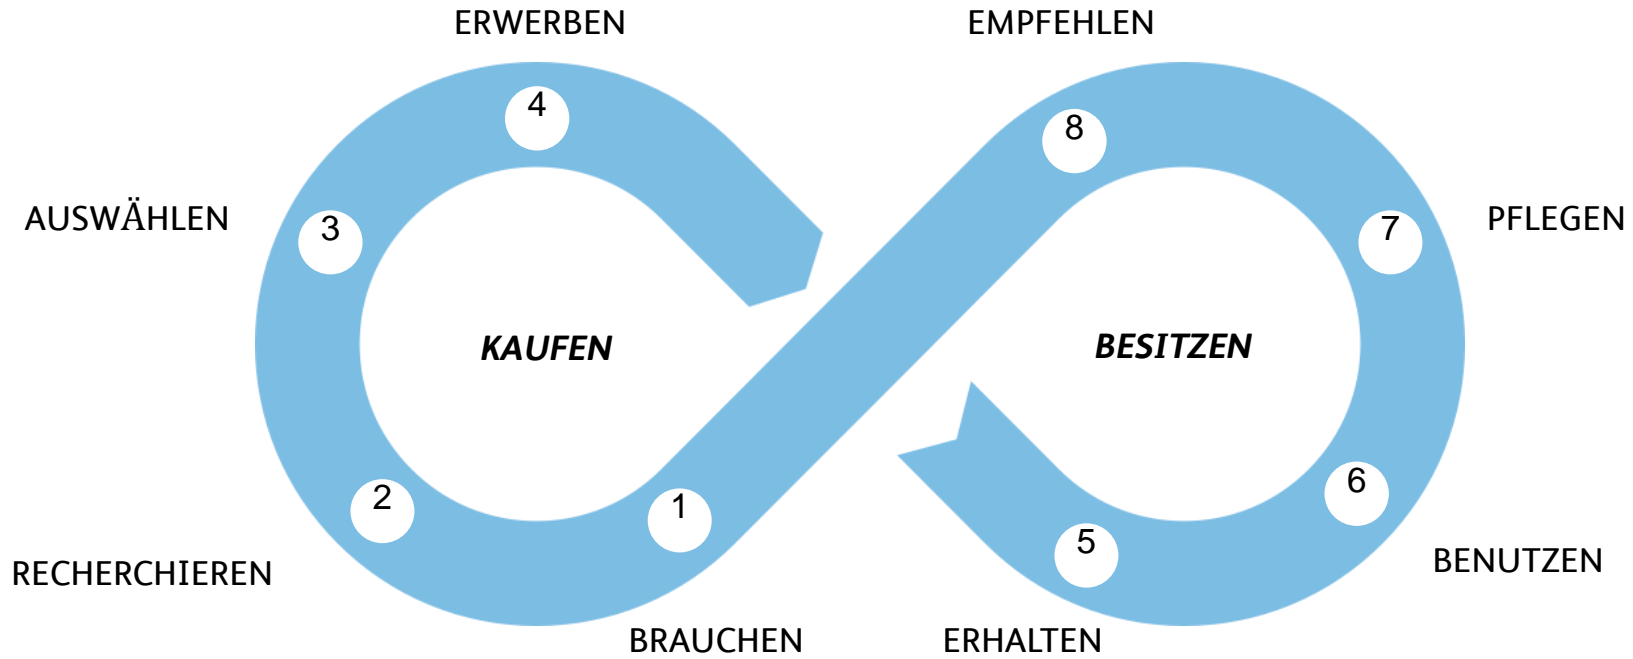 ERWERBEN
EMPFEHLEN
4
8
AUSWÄHLEN
3
7
PFLEGEN
KAUFEN
BESITZEN
2
1
6
5
RECHERCHIEREN
BENUTZEN
BRAUCHEN
ERHALTEN